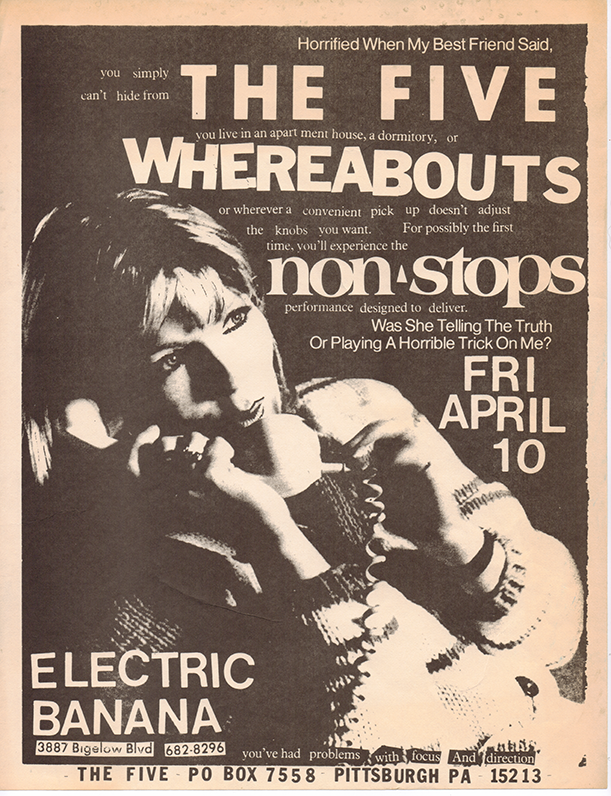 Horrified When My Best Friend Said,
you simply
can't hide from
THE FIVE
you live in an apart ment house, a dormitory, or
WHEREABOUTS
or wherever a convenient pick up doesn't adjust
the knobs you want. For possibly the first
time, you'll experience the
non-stops
performance designed to deliver.
Was She Telling The Truth
Or Playing A Horrible Trick On Me?
FRI
APRIL
10
ELECTRIC
BANANA
3887 Bigelow Blvd 682-8296
you've had problems with focus And direction
- THE FIVE - PO BOX 7558 - PITTSBURGH PA - 15213 -